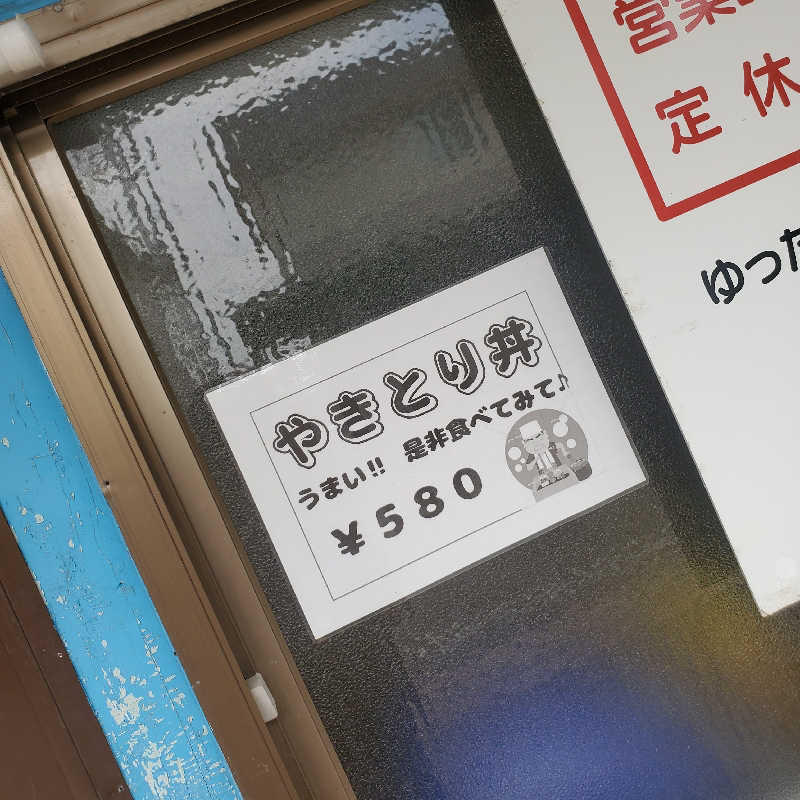 営業
定休
ゆった
やきとり丼
うまい!! 是非食べてみて♪
¥580